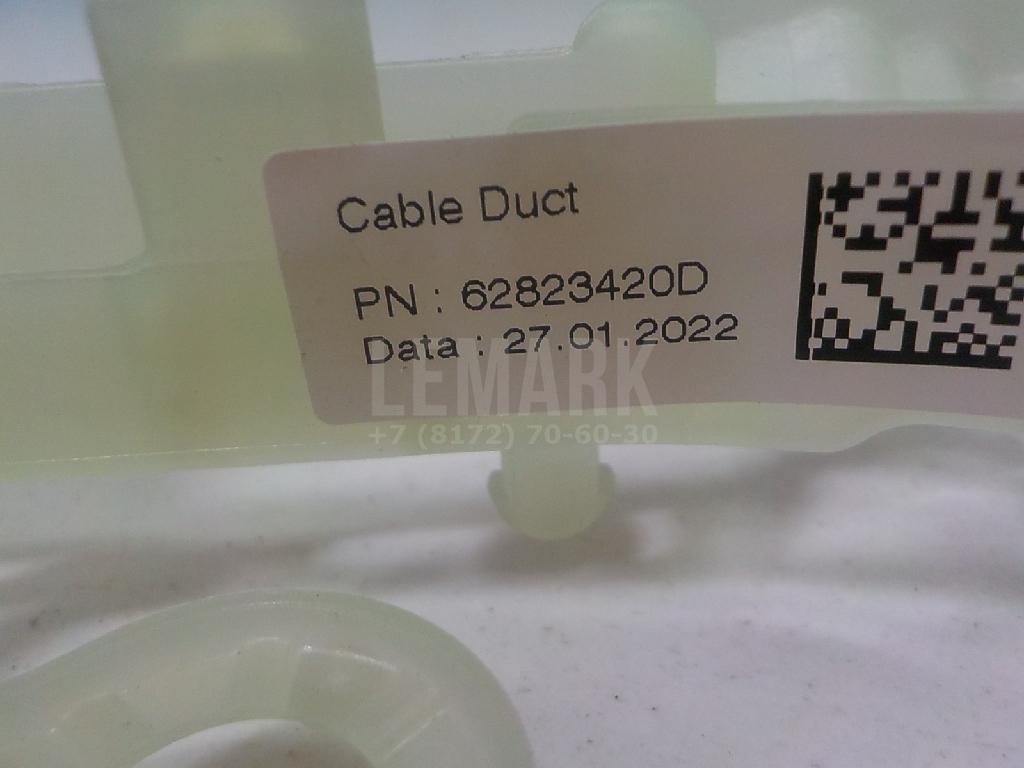 Cable Duct
PN : 62823420D
Data : 27.01.2022
LEMARK
+7 (8172) 70-60-30